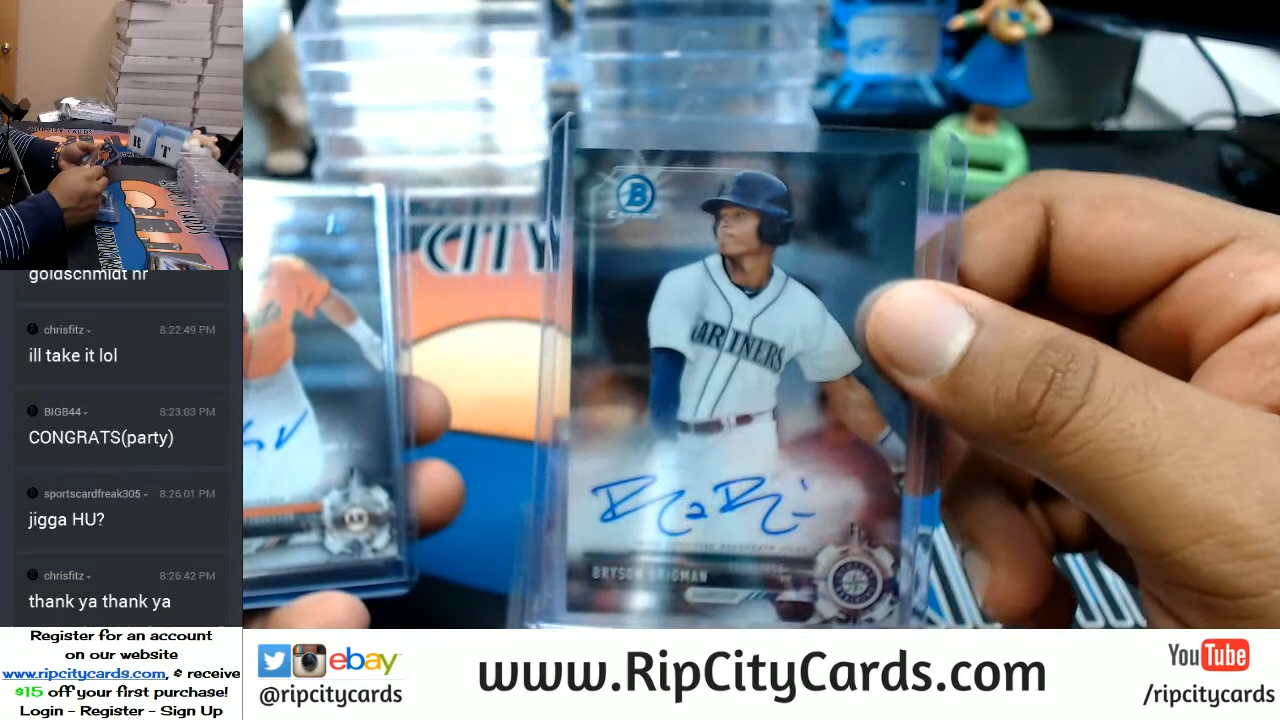 goldschmidt nr
chrisfitz
8:22:49 PM
ill take it lol
BIGB44
8:23:03 PM
CONGRATS(party)
sportscardfreak305
8:26:01 PM
jigga HU?
chrisfitz
8:26:42 PM
thank ya thank ya
Register for an account
on our website
www.ripcitycards.com, & receive
$15 off your first purchase!
Login - Register - Sign Up
R T
CITY
B
MARINERS
BRYSON BRIGMAN
ebay
@ripcitycards
www.RipCityCards.com
YouTube
/ripcitycards